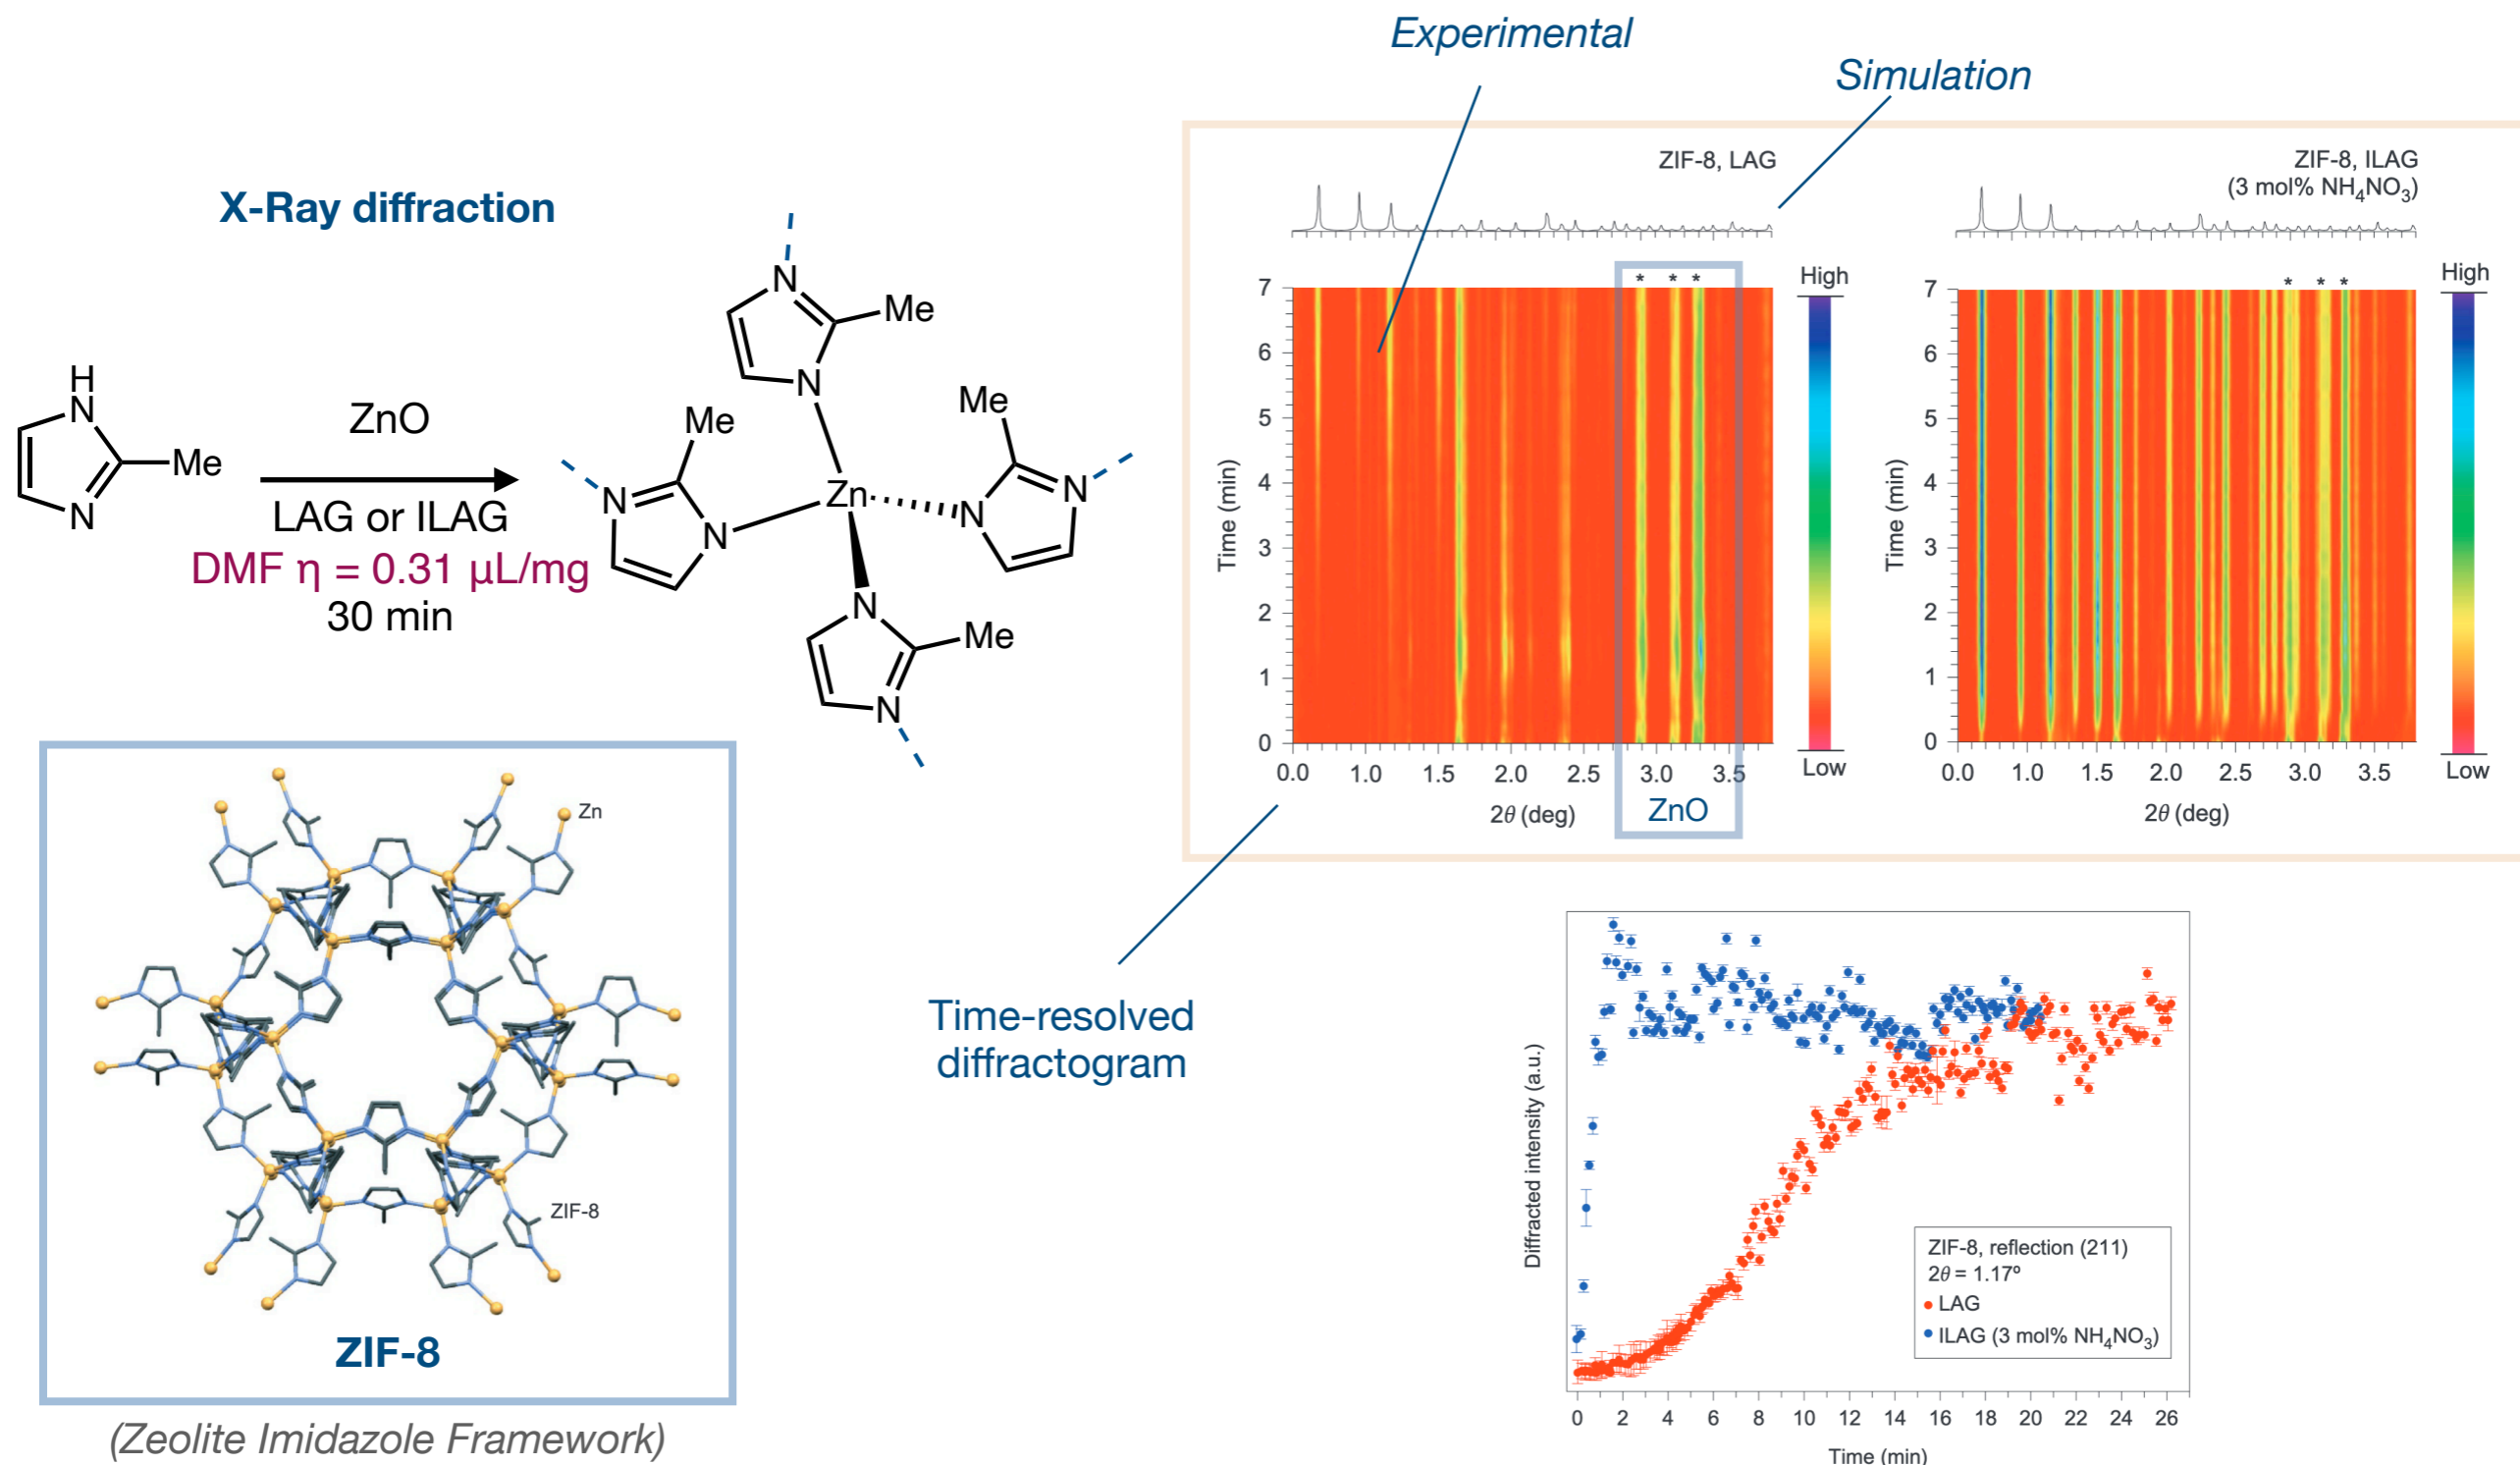 Experimental
Simulation
X-Ray diffraction
H
N
N
Me
ZnO
LAG or ILAG
DMF η = 0.31 µL/mg
30 min
N
Me
N
Me
N
N
Zn
Me
N
N
N
Me
N
ZIF-8, LAG
ZIF-8, ILAG
(3 mol% NH₄NO₃)
* * *
High
Low
Time (min)
7
6
5
4
3
2
1
0
0.0 1.0 1.5 2.0 2.5 3.0 3.5
2θ (deg)
ZnO
* * *
High
Low
Time (min)
7
6
5
4
3
2
1
0
0.0 1.0 1.5 2.0 2.5 3.0 3.5
2θ (deg)
Time-resolved
diffractogram
Zn
ZIF-8
ZIF-8
(Zeolite Imidazole Framework)
Diffracted intensity (a.u.)
ZIF-8, reflection (211)
2θ = 1.17º
LAG
ILAG (3 mol% NH₄NO₃)
0 2 4 6 8 10 12 14 16 18 20 22 24 26
Time (min)